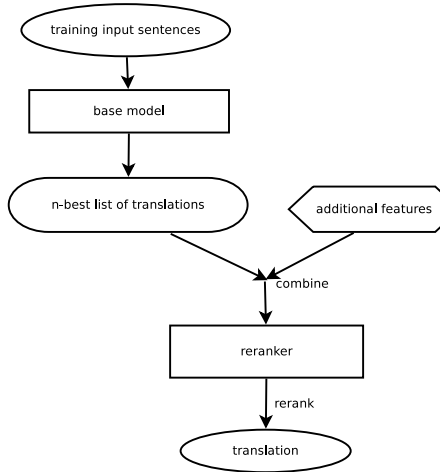 training input sentences
base model
n-best list of translations
additional features
combine
reranker
rerank
translation